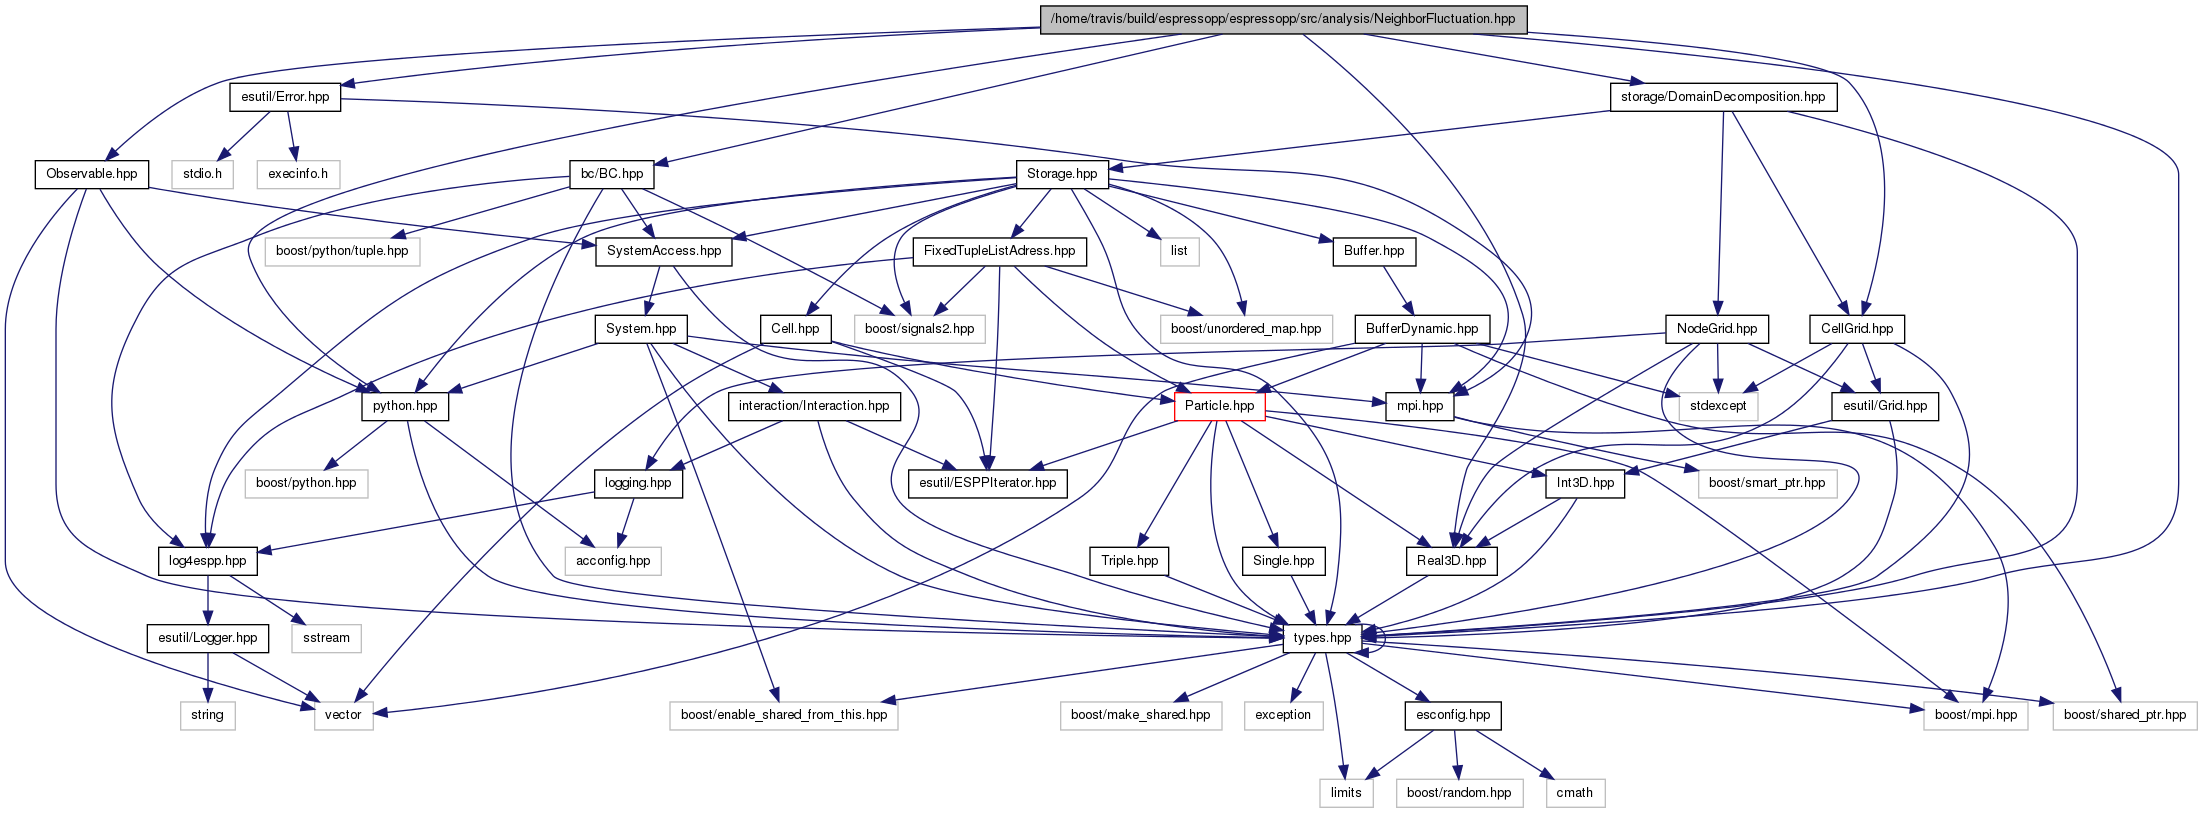 /home/travis/build/espressopp/espressopp/src/analysis/NeighborFluctuation.hpp
esutil/Error.hpp
storage/DomainDecomposition.hpp
Observable.hpp
stdio.h
execinfo.h
bc/BC.hpp
Storage.hpp
boost/python/tuple.hpp
SystemAccess.hpp
FixedTupleListAdress.hpp
list
Buffer.hpp
System.hpp
Cell.hpp
boost/signals2.hpp
boost/unordered_map.hpp
BufferDynamic.hpp
NodeGrid.hpp
CellGrid.hpp
python.hpp
interaction/Interaction.hpp
Particle.hpp
mpi.hpp
stdexcept
esutil/Grid.hpp
boost/python.hpp
logging.hpp
esutil/ESPPIterator.hpp
Int3D.hpp
boost/smart_ptr.hpp
log4espp.hpp
acconfig.hpp
Triple.hpp
Single.hpp
Real3D.hpp
esutil/Logger.hpp
sstream
types.hpp
string
vector
boost/enable_shared_from_this.hpp
boost/make_shared.hpp
exception
esconfig.hpp
boost/mpi.hpp
boost/shared_ptr.hpp
limits
boost/random.hpp
cmath